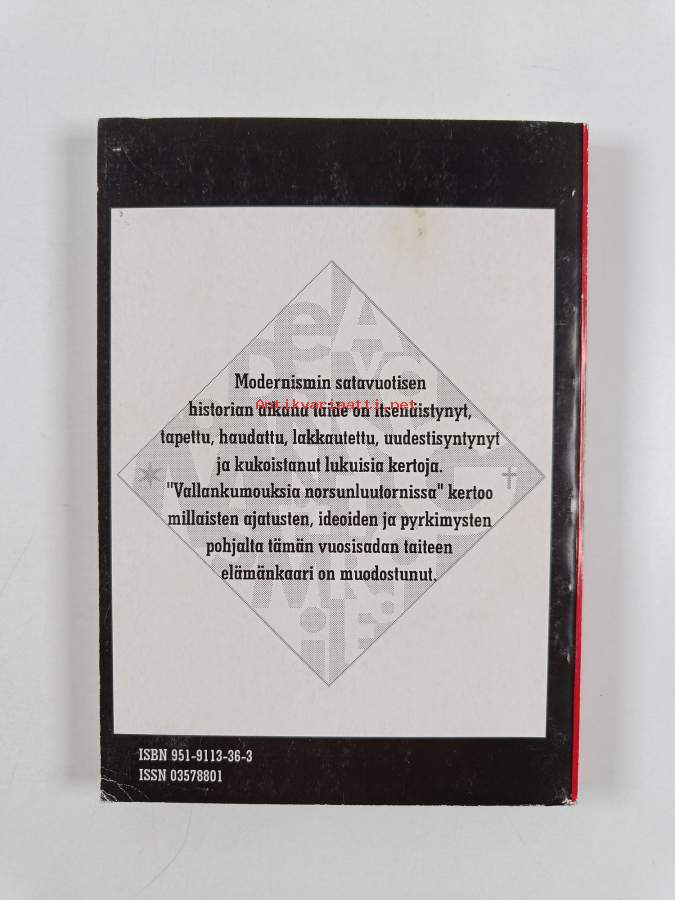 Modernismin satavuotisen
historian aikana taide on itsenäistynyt,
Antikvariaatti.net
tapettu, haudattu, lakkautettu, uudestisyntynyt
ja kukoistanut lukuisia kertoja.
"Vallankumouksia norsunluutornissa" kertoo
millaisten ajatusten, ideoiden ja pyrkimysten
pohjalta tämän vuosisadan taiteen
elämänkaari on muodostunut.
ISBN 951-9113-36-3
ISSN 03578801